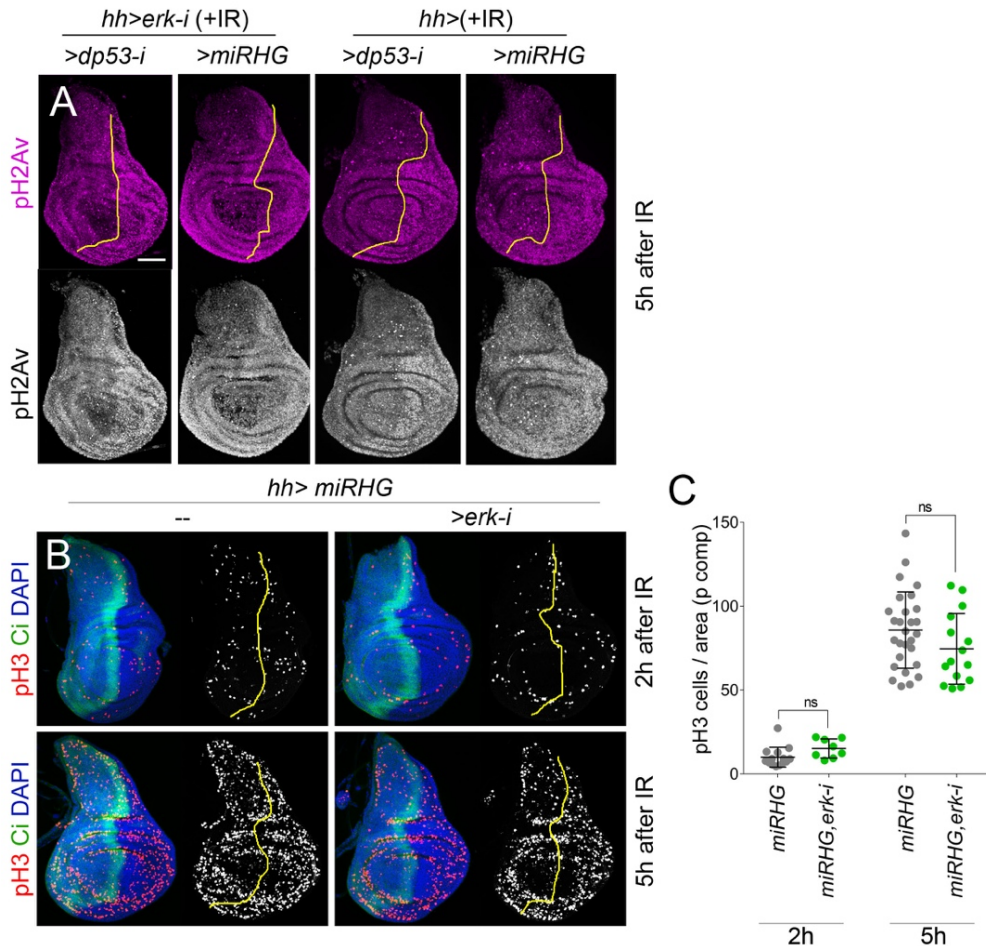 hh>erk-i (+IR) hh>(+IR)
>dp53-i >miRHG >dp53-i >miRHG
A
pH2Av
pH2Av
5h after IR
hh> miRHG
-- >erk-i
B
pH3 Ci DAPI
2h after IR
pH3 Ci DAPI
5h after IR
C
pH3 cells / area (p comp)
150
100
50
0
ns
ns
miRHG
miRHG,erk-i
miRHG
miRHG,erk-i
2h 5h